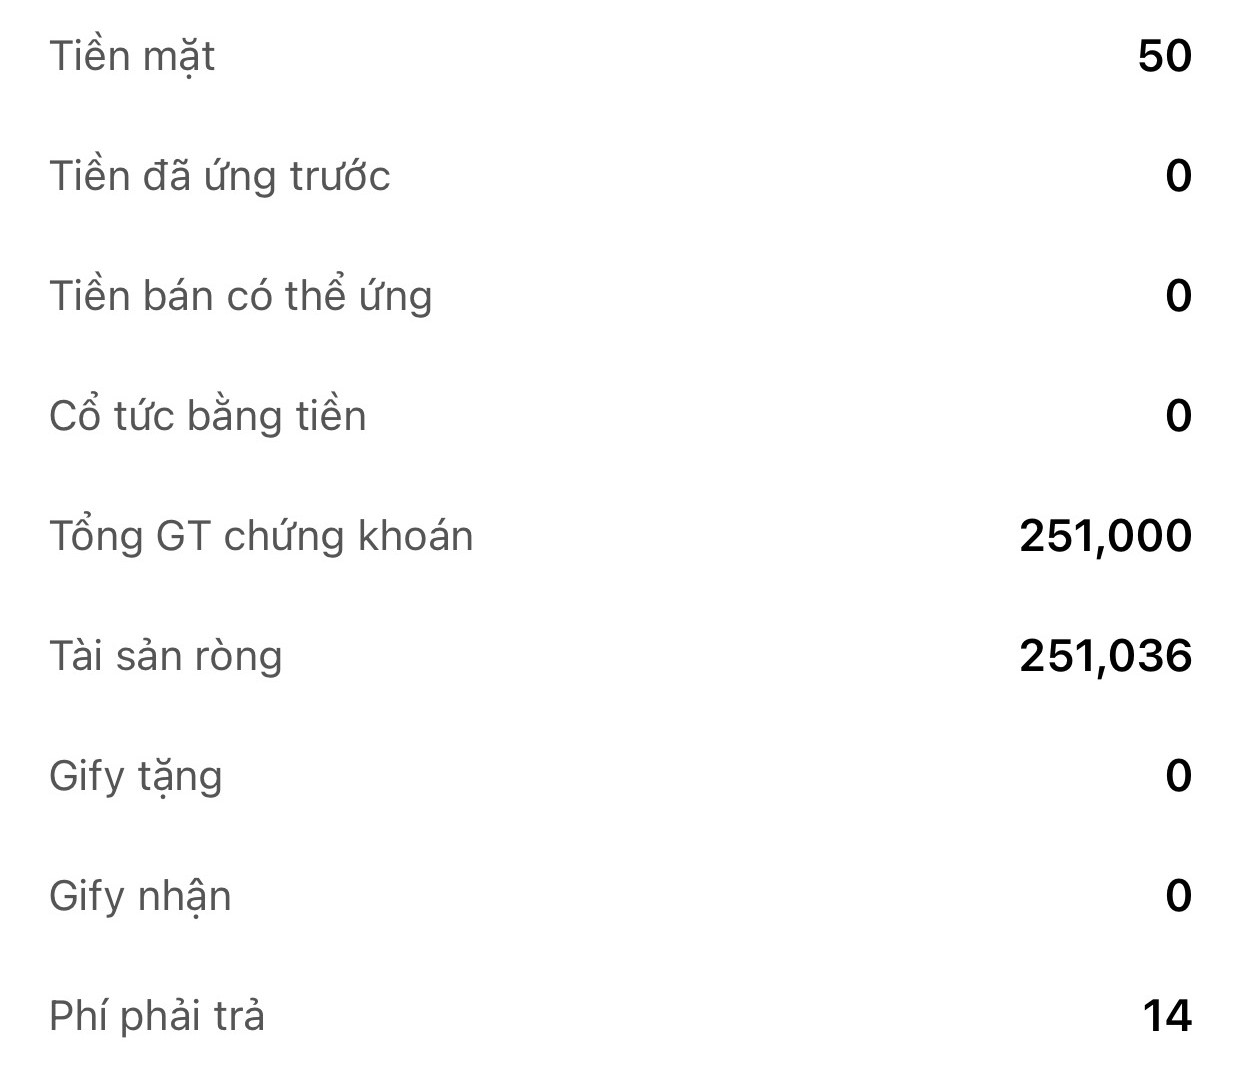 Tiền mặt 50
Tiền đã ứng trước 0
Tiền bán có thể ứng 0
Cổ tức bằng tiền 0
Tổng GT chứng khoán 251,000
Tài sản ròng 251,036
Gify tặng 0
Gify nhận 0
Phí phải trả 14